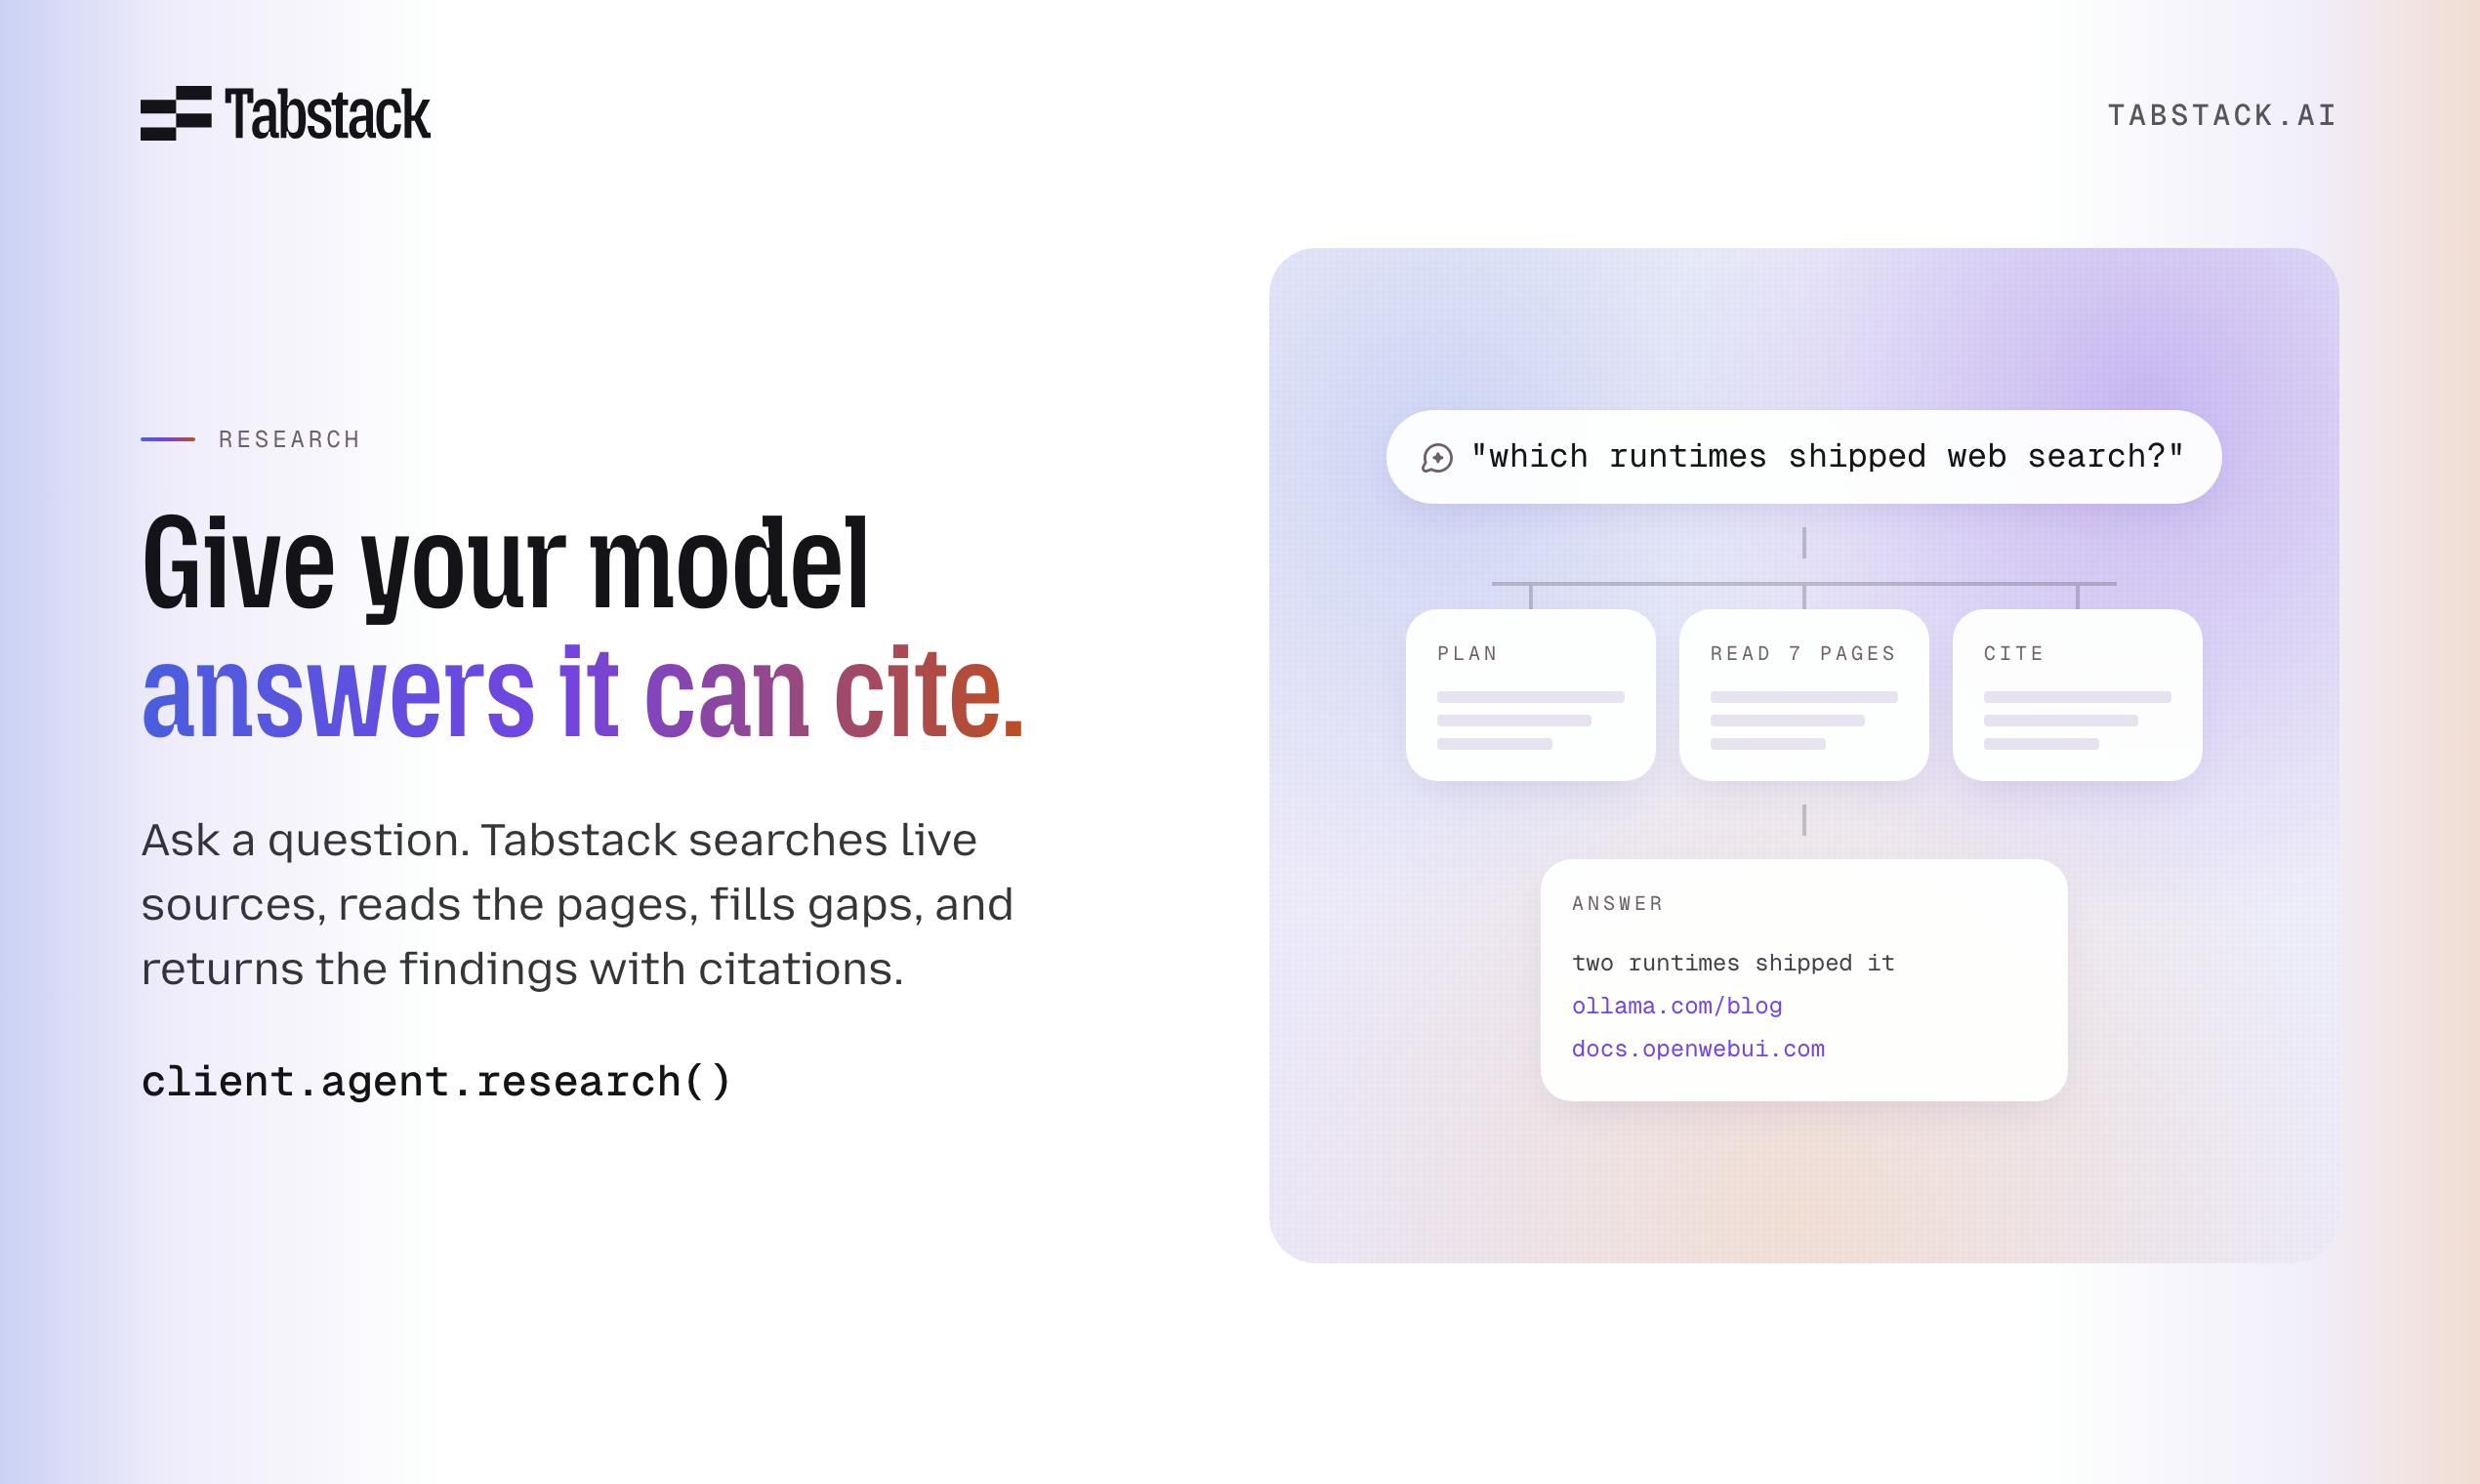 Tabstack
TABSTACK.AI
RESEARCH
Give your model
answers it can cite.
Ask a question. Tabstack searches live
sources, reads the pages, fills gaps, and
returns the findings with citations.
client.agent.research()
"which runtimes shipped web search?"
PLAN
READ 7 PAGES
CITE
ANSWER
two runtimes shipped it
ollama.com/blog
docs.openwebui.com